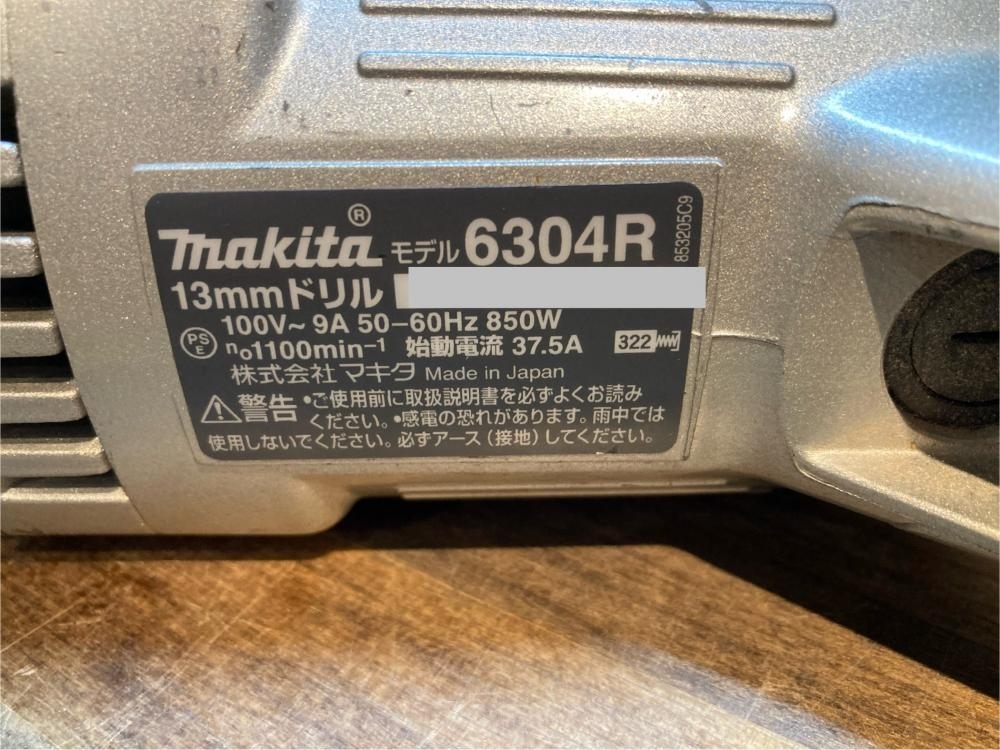 makita® モデル 6304R
853205C9
13mmドリル
PSE 100V~ 9A 50-60Hz 850W
n₀1100min⁻¹ 始動電流 37.5A 322
株式会社 マキタ Made in Japan
⚠警告 •ご使用前に取扱説明書を必ずよくお読み
ください。•感電の恐れがあります。雨中では
使用しないでください。必ずアース(接地)してください。